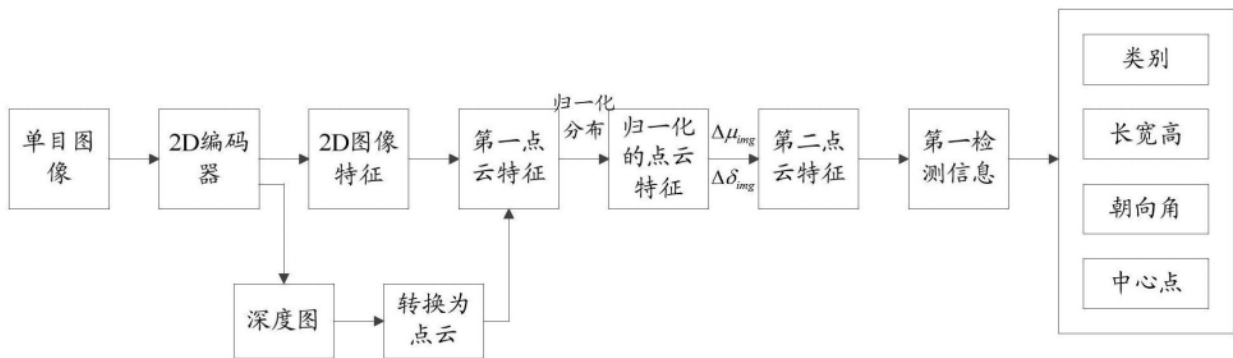 单目图
像
2D编码
器
2D图像
特征
第一点
云特征
归一化
分布
归一化
的点云
特征
Δμimg
Δδimg
第二点
云特征
第一检
测信息
类别
长宽高
朝向角
中心点
深度图
转换为
点云